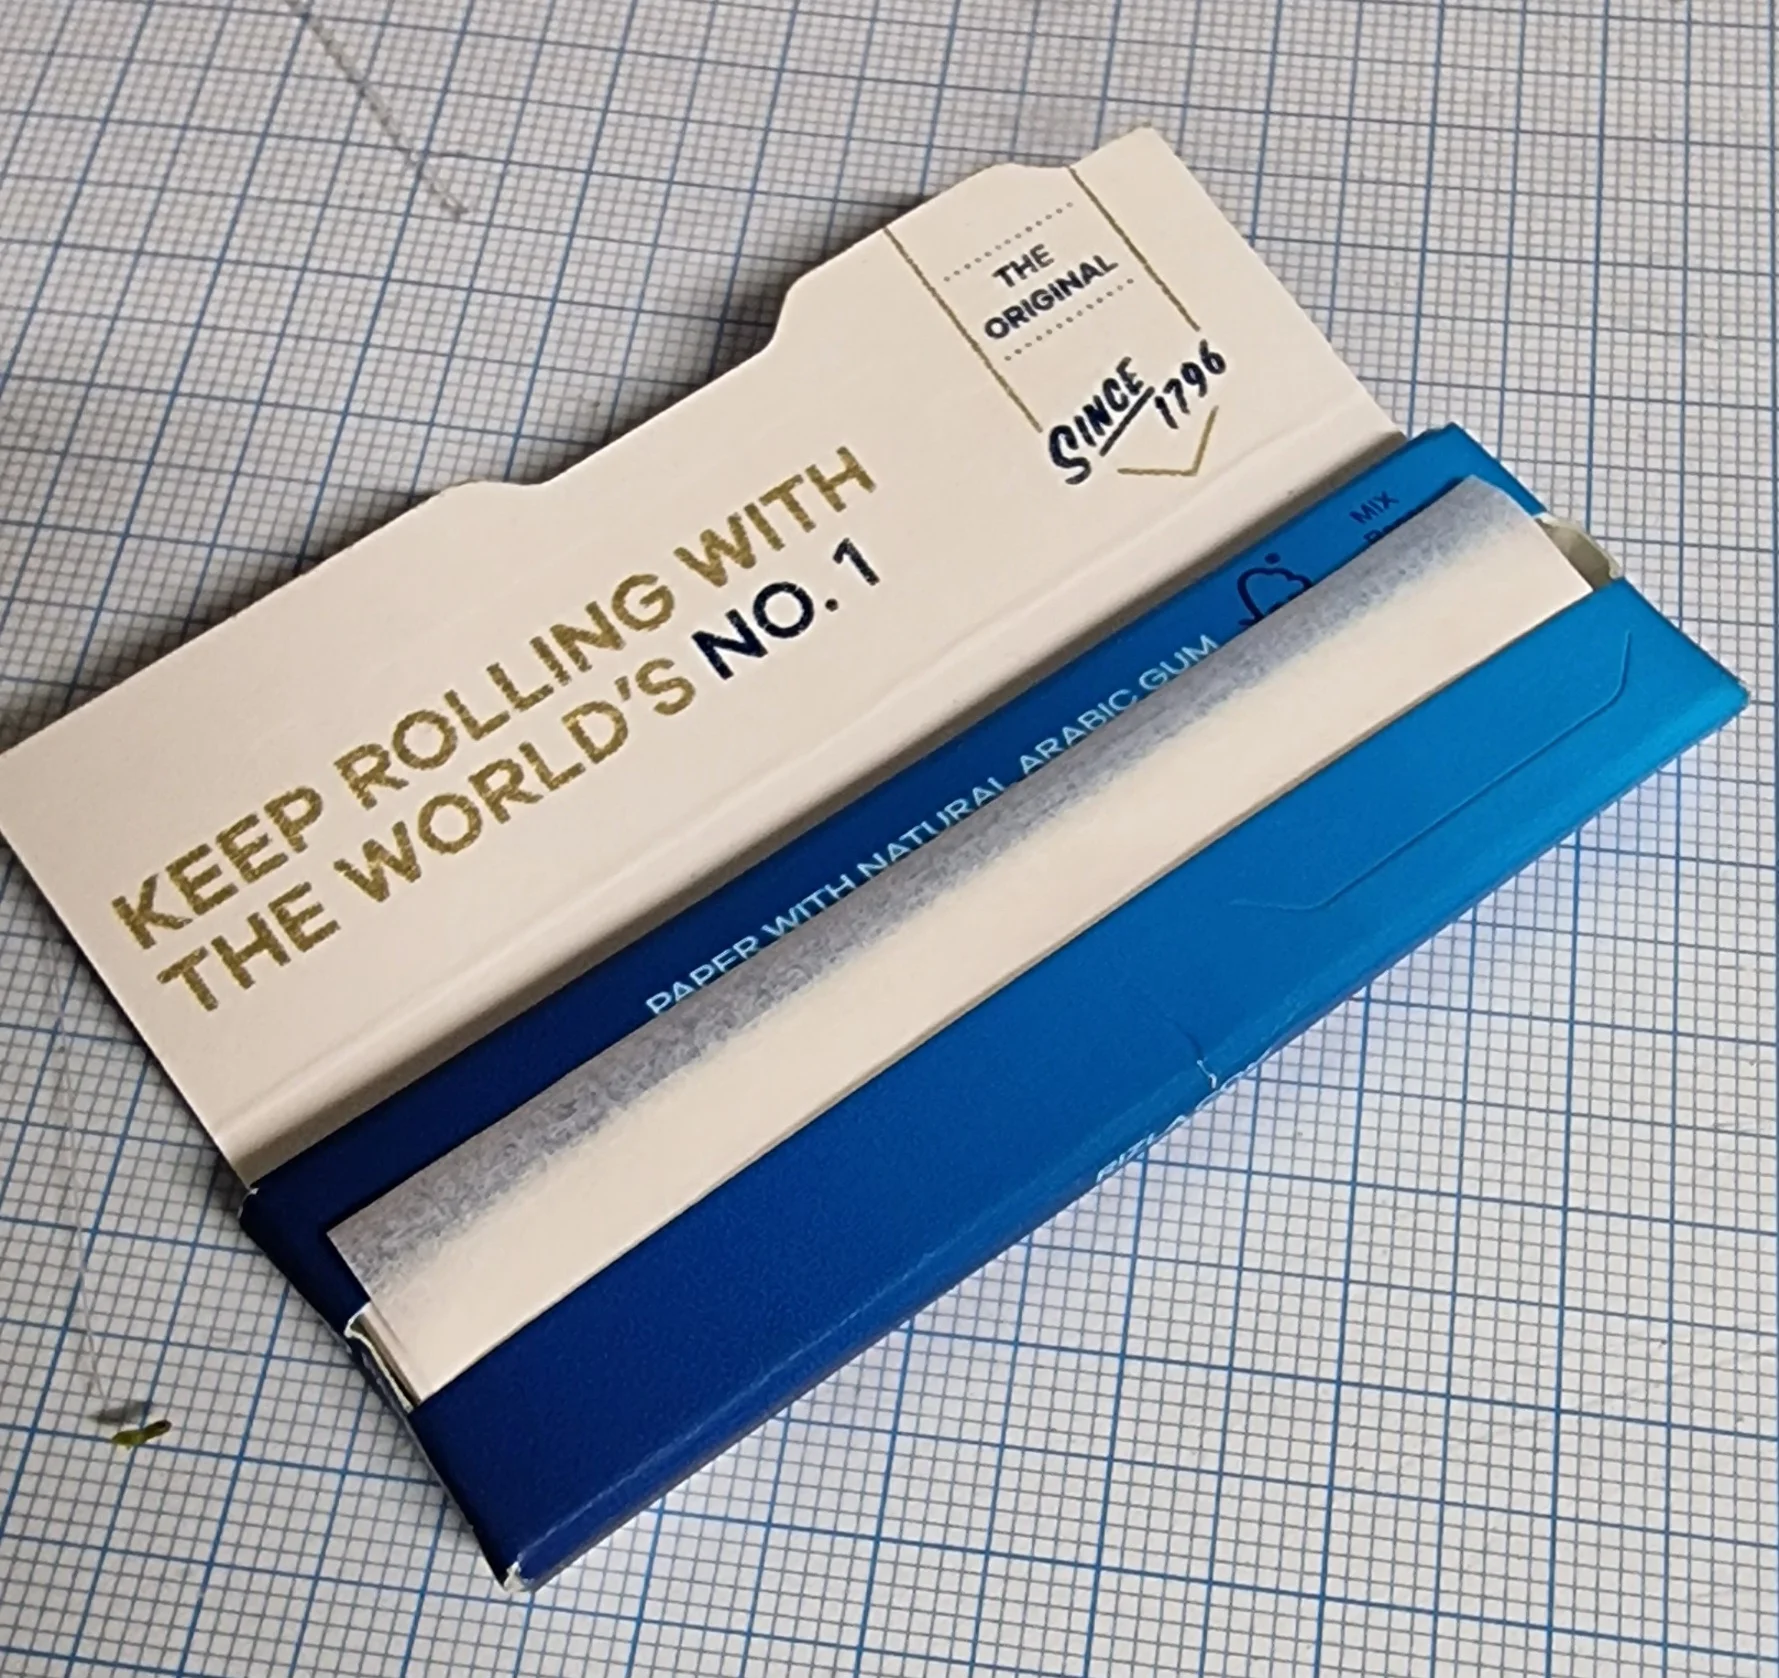 THE
ORIGINAL
SINCE
1796
KEEP ROLLING WITH
THE WORLD'S NO. 1
MIX
PAPER WITH NATURAL ARABIC GUM